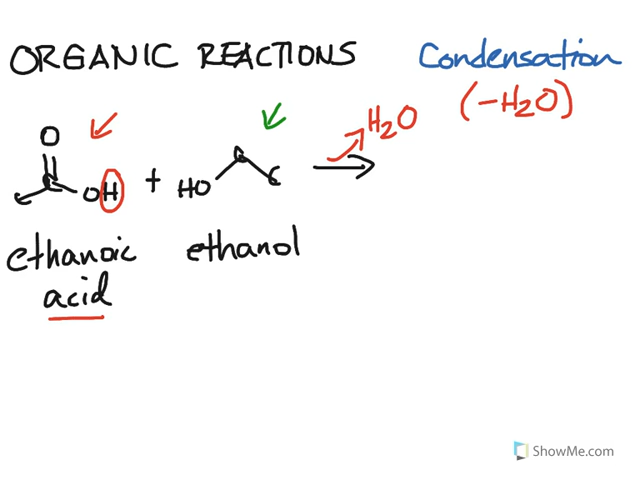 ORGANIC REACTIONS Condensation
(-H₂O)
H₂O
O
C OH + HO C C
ethanoic ethanol
acid
ShowMe.com